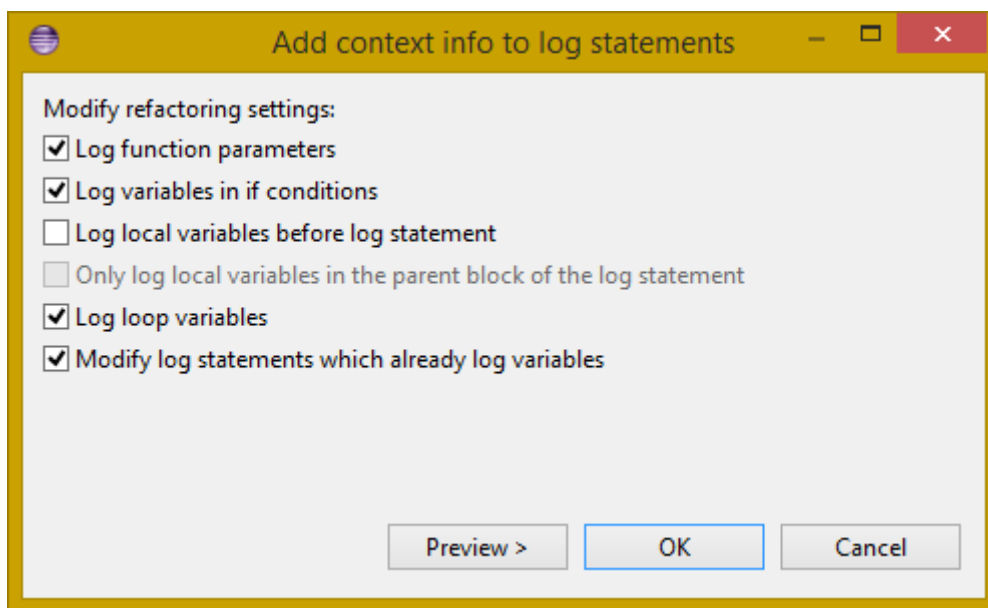 Add context info to log statements
Modify refactoring settings:
Log function parameters
Log variables in if conditions
Log local variables before log statement
Only log local variables in the parent block of the log statement
Log loop variables
Modify log statements which already log variables
Preview > OK Cancel